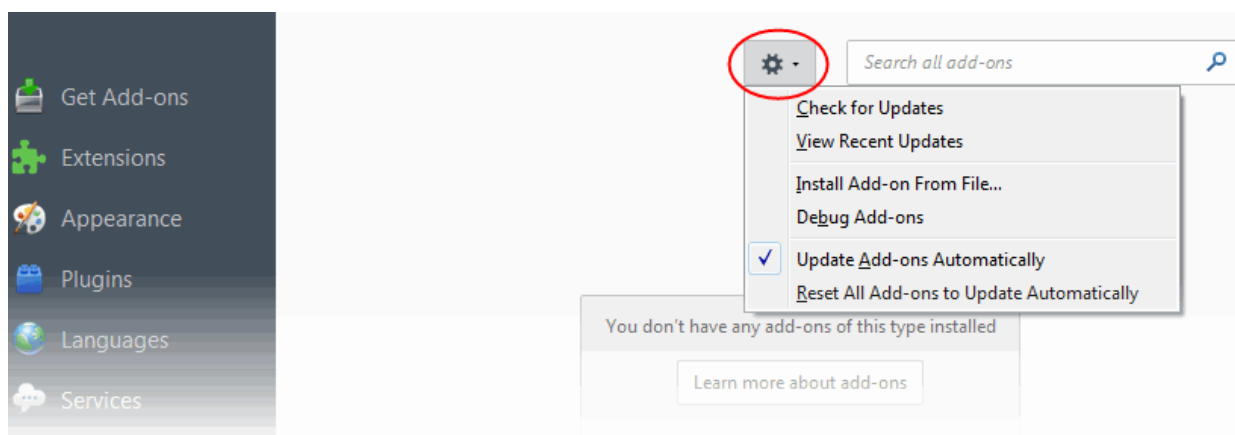 Search all add-ons
Get Add-ons
Extensions
Appearance
Plugins
Languages
Services
Check for Updates
View Recent Updates
Install Add-on From File...
Debug Add-ons
Update Add-ons Automatically
Reset All Add-ons to Update Automatically
You don't have any add-ons of this type installed
Learn more about add-ons